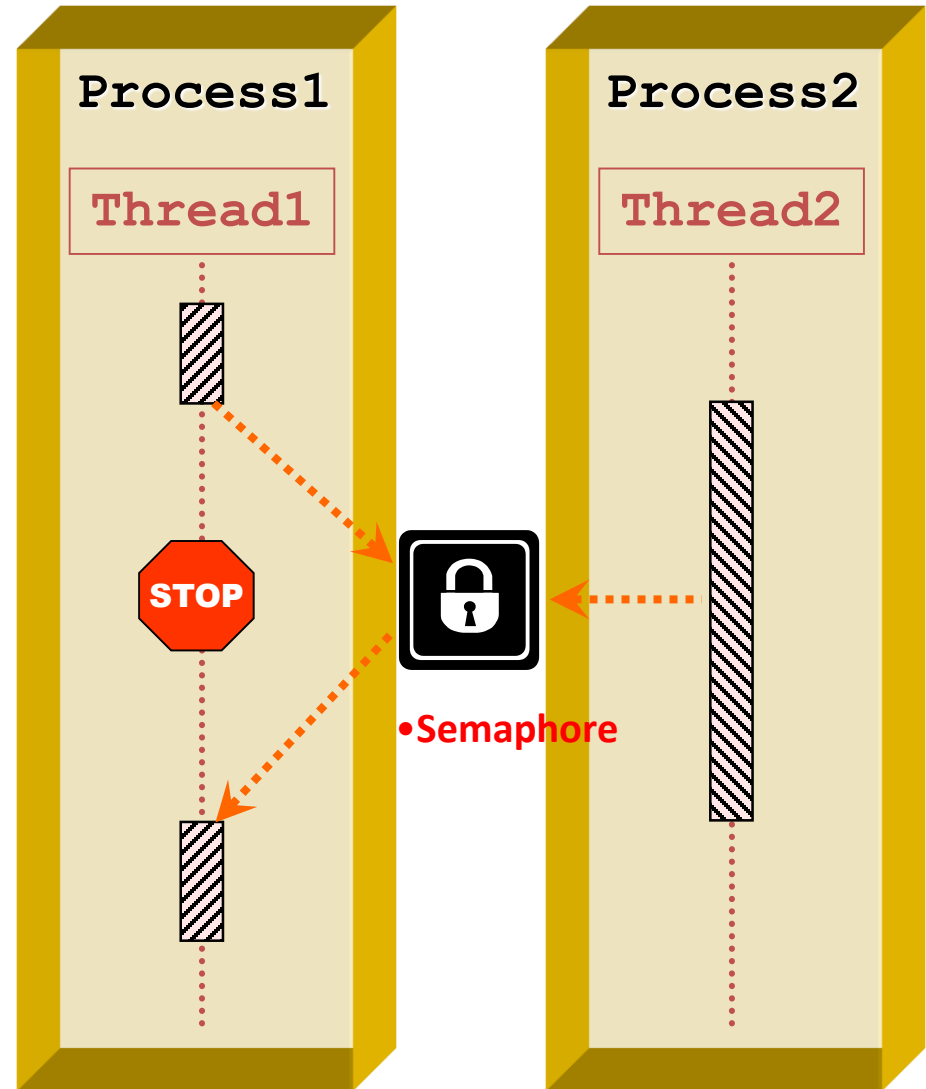 Process1
Process2
Thread1
Thread2
STOP
•Semaphore